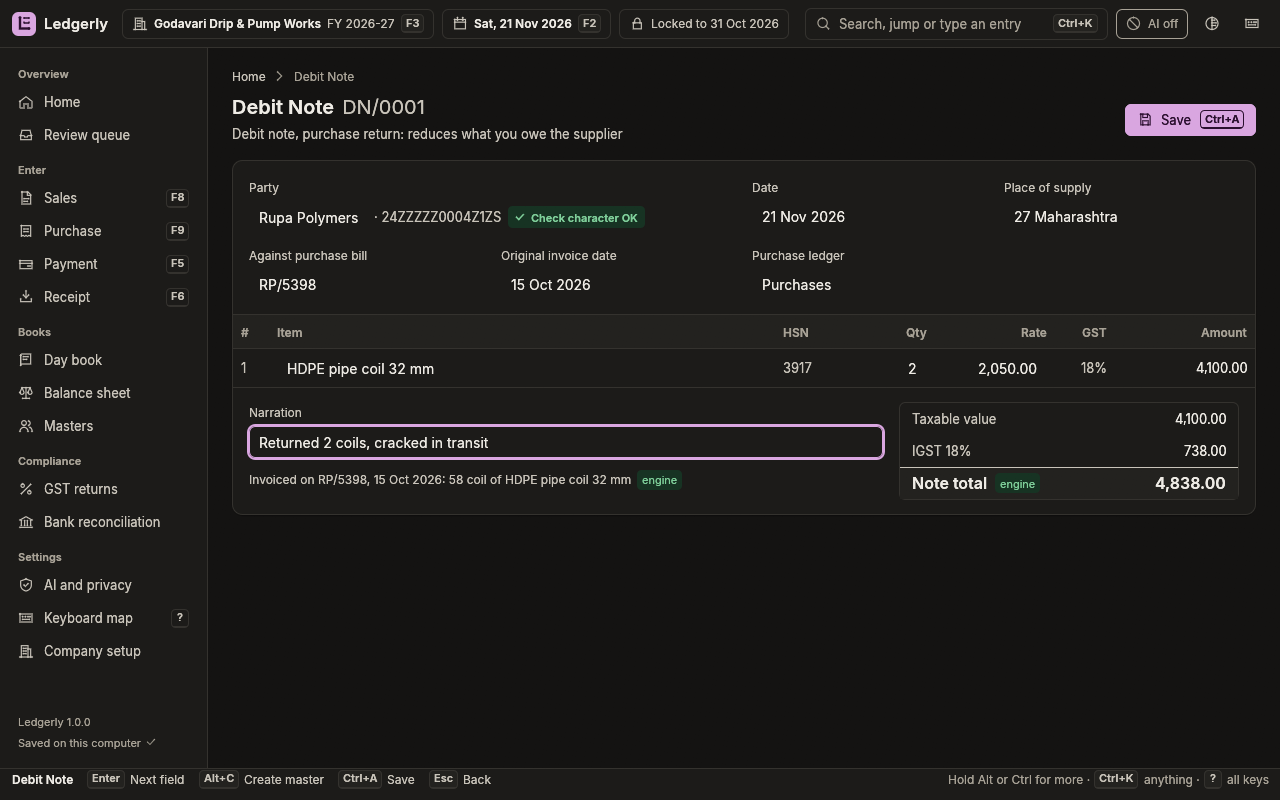 Ledgerly
Godavari Drip & Pump Works FY 2026-27 F3
Sat, 21 Nov 2026 F2
Locked to 31 Oct 2026
Search, jump or type an entry Ctrl+K
AI off
Overview
Home
Review queue
Enter
Sales F8
Purchase F9
Payment F5
Receipt F6
Books
Day book
Balance sheet
Masters
Compliance
GST returns
Bank reconciliation
Settings
AI and privacy
Keyboard map ?
Company setup
Ledgerly 1.0.0
Saved on this computer
Home Debit Note
Debit Note DN/0001
Debit note, purchase return: reduces what you owe the supplier
Save Ctrl+A
Party Date Place of supply
Rupa Polymers · 24ZZZZZ0004Z1ZS Check character OK 21 Nov 2026 27 Maharashtra
Against purchase bill Original invoice date Purchase ledger
RP/5398 15 Oct 2026 Purchases
# Item HSN Qty Rate GST Amount
1 HDPE pipe coil 32 mm 3917 2 2,050.00 18% 4,100.00
Narration
Returned 2 coils, cracked in transit
Invoiced on RP/5398, 15 Oct 2026: 58 coil of HDPE pipe coil 32 mm engine
Taxable value 4,100.00
IGST 18% 738.00
Note total engine 4,838.00
Debit Note Enter Next field Alt+C Create master Ctrl+A Save Esc Back
Hold Alt or Ctrl for more · Ctrl+K anything · ? all keys